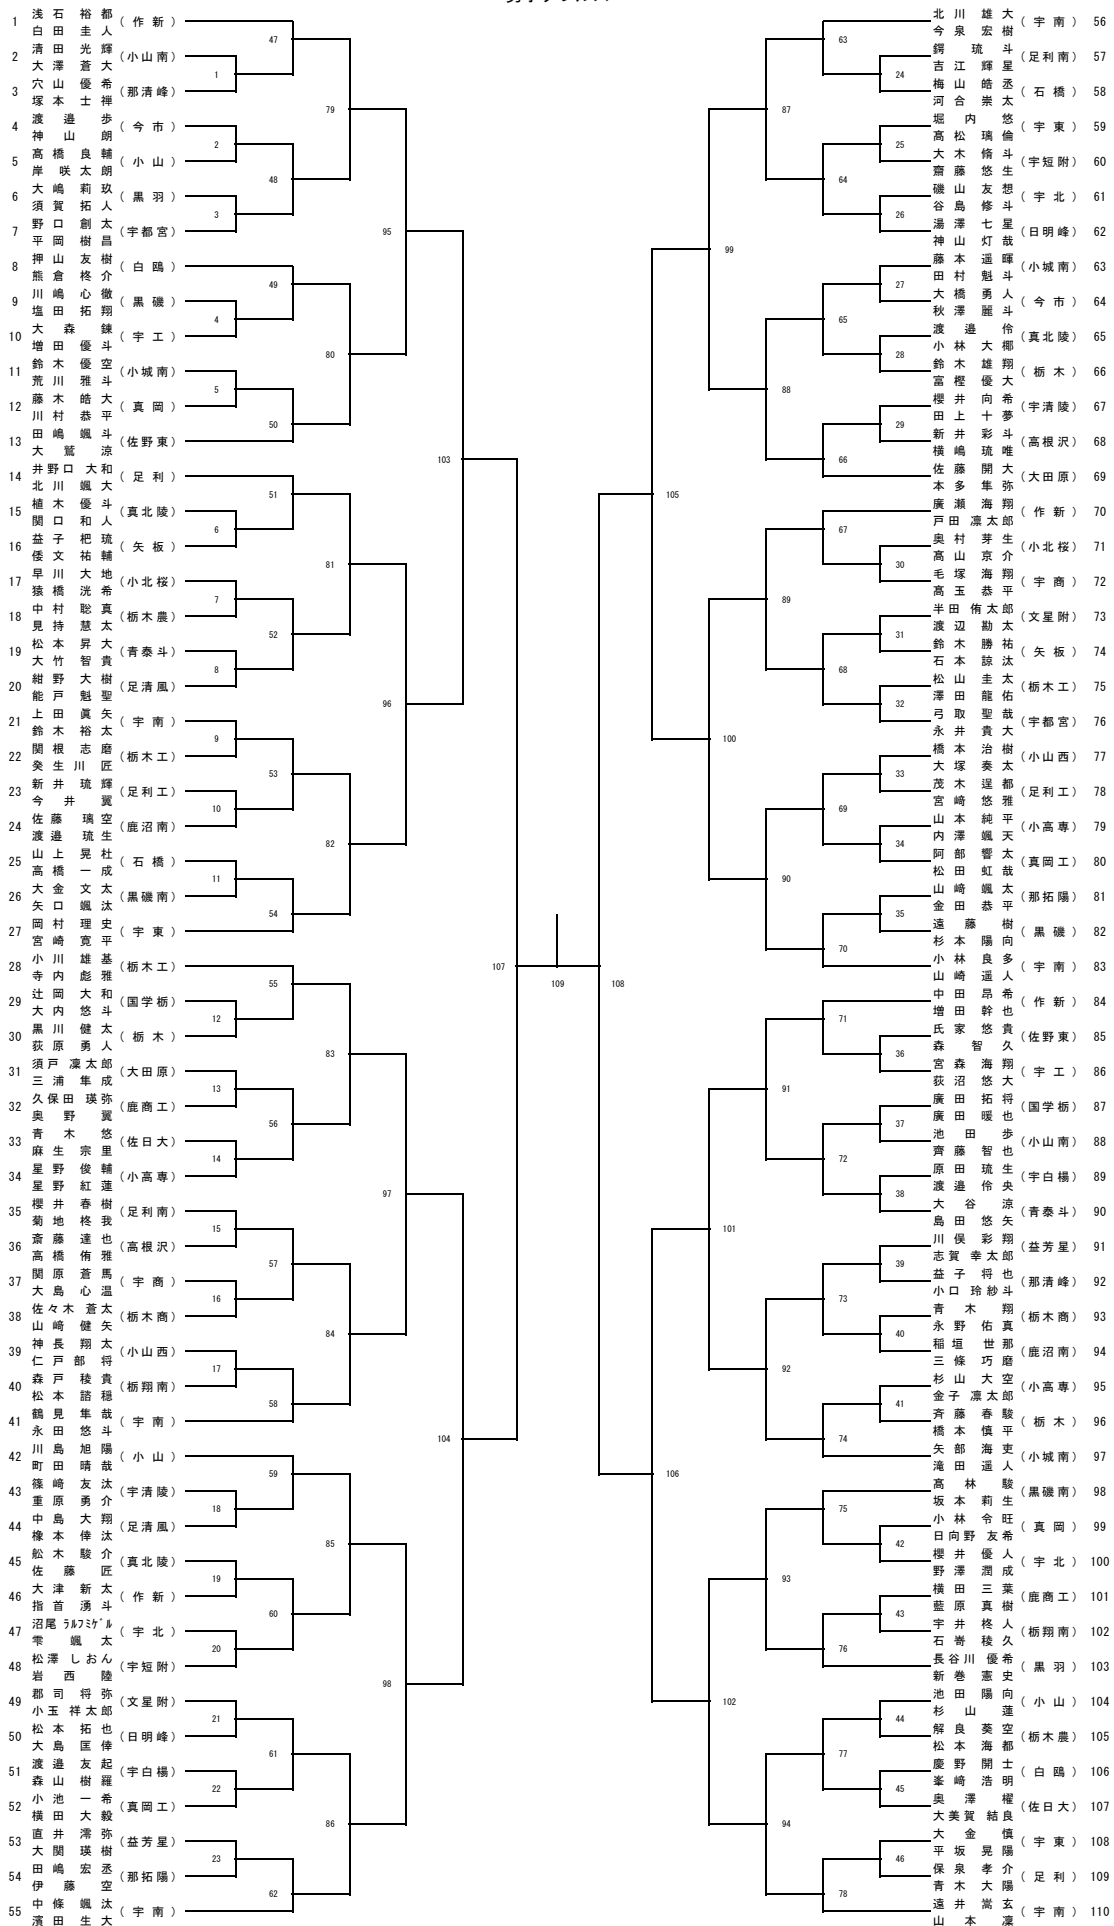 1 浅石 裕都 白田 圭人 (作新)
2 清田 光輝 大澤 蒼大 (小山南)
3 穴山 優希 塚本 士禅 (那清峰)
4 渡邉 歩 神山 朗 (今市)
5 髙橋 良輔 岸 咲太朗 (小山)
6 大嶋 莉玖 須賀 拓人 (黒羽)
7 野口 創太 平岡 樹昌 (宇都宮)
8 押山 友樹 熊倉 柊介 (白鴎)
9 川嶋 心徹 塩田 拓翔 (黒磯)
10 大森 錬 増田 優斗 (宇工)
11 鈴木 優空 荒川 雅斗 (小城南)
12 藤木 皓大 川村 恭平 (真岡)
13 田嶋 颯斗 大鷲 涼 (佐野東)
14 井野口 大和 北川 颯大 (足利)
15 植木 優斗 関口 和人 (真北陵)
16 益子 杷琉 倭文 祐輔 (矢板)
17 早川 大地 猿橋 洸希 (小北桜)
18 中村 聡真 見持 慧太 (栃木農)
19 松本 昇大 大竹 智貴 (青泰斗)
20 紺野 大樹 能戸 魁聖 (足清風)
21 上田 眞矢 鈴木 裕太 (宇南)
22 関根 志磨 癸生川 匠 (栃木工)
23 新井 琉輝 今井 翼 (足利工)
24 佐藤 璃空 渡邉 琉生 (鹿沼南)
25 山上 晃杜 高橋 一成 (石橋)
26 大金 文太 矢口 颯汰 (黒磯南)
27 岡村 理史 宮崎 寛平 (宇東)
28 小川 雄基 寺内 彪雅 (栃木工)
29 辻岡 大和 大内 悠斗 (国学栃)
30 黒川 健太 荻原 勇人 (栃木)
31 須戸 凜太郎 三浦 隼成 (大田原)
32 久保田 瑛弥 奥野 翼 (鹿商工)
33 青木 悠 麻生 宗里 (佐日大)
34 星野 俊輔 星野 紅蓮 (小高専)
35 櫻井 春樹 菊地 柊我 (足利南)
36 斎藤 達也 高橋 侑雅 (高根沢)
37 関原 蒼馬 大島 心温 (宇商)
38 佐々木 蒼太 山﨑 健矢 (栃木商)
39 神長 翔太 仁戸部 将 (小山西)
40 森戸 稜貴 松本 諮穏 (栃翔南)
41 鶴見 隼哉 永田 悠斗 (宇南)
42 川島 旭陽 町田 晴哉 (小山)
43 篠﨑 友汰 重原 勇介 (宇清陵)
44 中島 大翔 橡本 倖汰 (足清風)
45 舩木 駿介 佐藤 匠 (真北陵)
46 大津 新太 指首 湧斗 (作新)
47 沼尾 ﾗﾙﾌﾐｹﾞﾙ 雫 颯太 (宇北)
48 松澤 しおん 岩西 陸 (宇短附)
49 郡司 将弥 小玉 祥太郎 (文星附)
50 松本 拓也 大島 匡倖 (日明峰)
51 渡邉 友起 森山 樹羅 (宇白楊)
52 小池 一希 横田 大毅 (真岡工)
53 直井 澪弥 大関 瑛樹 (益芳星)
54 田嶋 宏丞 伊藤 空 (那拓陽)
55 中條 颯汰 濱田 生大 (宇南)
北川 雄大 今泉 宏樹 (宇南) 56
鍔 琉斗 吉江 輝星 (足利南) 57
梅山 皓丞 河合 崇太 (石橋) 58
堀内 悠 髙松 璃倫 (宇東) 59
大木 脩斗 齋藤 悠生 (宇短附) 60
磯山 友想 谷島 修斗 (宇北) 61
湯澤 七星 神山 灯哉 (日明峰) 62
藤本 遥暉 田村 魁斗 (小城南) 63
大橋 勇人 秋澤 麗斗 (今市) 64
渡邉 伶 小林 大椰 (真北陵) 65
鈴木 雄翔 富樫 優大 (栃木) 66
櫻井 向希 田上 十夢 (宇清陵) 67
新井 彩斗 横嶋 琉唯 (高根沢) 68
佐藤 開大 本多 隼弥 (大田原) 69
廣瀬 海翔 戸田 凛太郎 (作新) 70
奥村 芽生 髙山 京介 (小北桜) 71
毛塚 海翔 髙玉 恭平 (宇商) 72
半田 侑太郎 渡辺 勘太 (文星附) 73
鈴木 勝祐 石本 諒汰 (矢板) 74
松山 圭太 澤田 龍佑 (栃木工) 75
弓取 聖哉 永井 貴大 (宇都宮) 76
橋本 治樹 大塚 奏太 (小山西) 77
茂木 逞都 宮﨑 悠雅 (足利工) 78
山本 純平 内澤 颯天 (小高専) 79
阿部 響太 松田 虹哉 (真岡工) 80
山﨑 颯太 金田 恭平 (那拓陽) 81
遠藤 樹 杉本 陽向 (黒磯) 82
小林 良多 山崎 遥人 (宇南) 83
中田 昂希 増田 幹也 (作新) 84
氏家 悠貴 森 智久 (佐野東) 85
宮森 海翔 荻沼 悠大 (宇工) 86
廣田 拓将 廣田 暖也 (国学栃) 87
池田 歩 齊藤 智也 (小山南) 88
原田 琉生 渡邉 伶央 (宇白楊) 89
大谷 涼 島田 悠矢 (青泰斗) 90
川俣 彩翔 志賀 幸太郎 (益芳星) 91
益子 将也 小口 玲紗斗 (那清峰) 92
青木 翔 永野 佑真 (栃木商) 93
稲垣 世那 三條 巧磨 (鹿沼南) 94
杉山 大空 金子 凛太郎 (小高専) 95
斉藤 春駿 橋本 慎平 (栃木) 96
矢部 海吏 滝田 遥人 (小城南) 97
髙林 駿 坂本 莉生 (黒磯南) 98
小林 令旺 日向野 友希 (真岡) 99
櫻井 優人 野澤 潤成 (宇北) 100
横田 三葉 藍原 真樹 (鹿商工) 101
宇井 柊人 石嵜 稜久 (栃翔南) 102
長谷川 優希 新巻 憲史 (黒羽) 103
池田 陽向 杉山 蓮 (小山) 104
解良 葵空 松本 海都 (栃木農) 105
慶野 開士 峯﨑 浩明 (白鴎) 106
奥澤 櫂 大美賀 結良 (佐日大) 107
大金 慎 平坂 晃陽 (宇東) 108
保泉 孝介 青木 大陽 (足利) 109
遠井 嵩玄 山本 凜 (宇南) 110